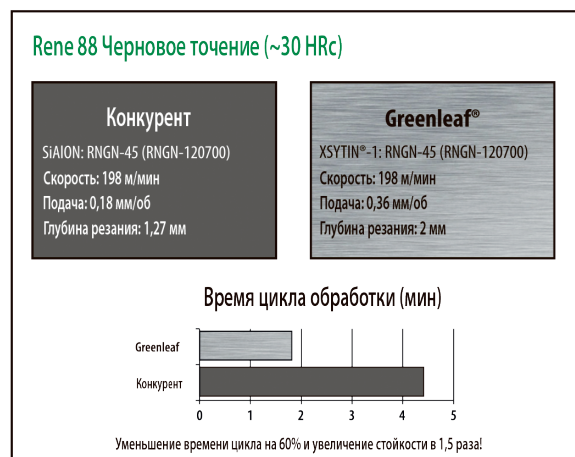 Rene 88 Черновое точение (~30 HRc)
Конкурент
SiAION: RNGN-45 (RNGN-120700)
Скорость: 198 м/мин
Подача: 0,18 мм/об
Глубина резания: 1,27 мм
Greenleaf®
XSYTIN®-1: RNGN-45 (RNGN-120700)
Скорость: 198 м/мин
Подача: 0,36 мм/об
Глубина резания: 2 мм
Время цикла обработки (мин)
Greenleaf
Конкурент
0 1 2 3 4 5
Уменьшение времени цикла на 60% и увеличение стойкости в 1,5 раза!